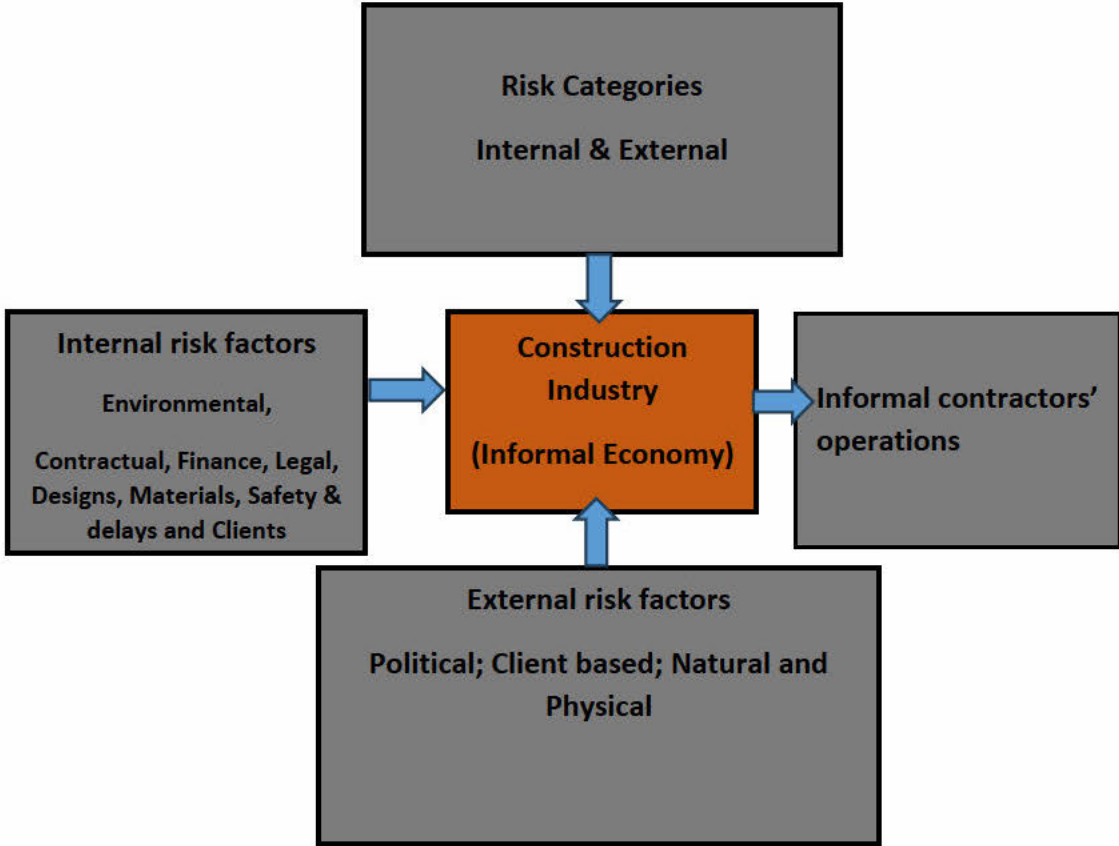 Risk Categories
Internal & External
Internal risk factors
Environmental,
Contractual, Finance, Legal,
Designs, Materials, Safety &
delays and Clients
Construction
Industry
(Informal Economy)
Informal contractors’
operations
External risk factors
Political; Client based; Natural and
Physical